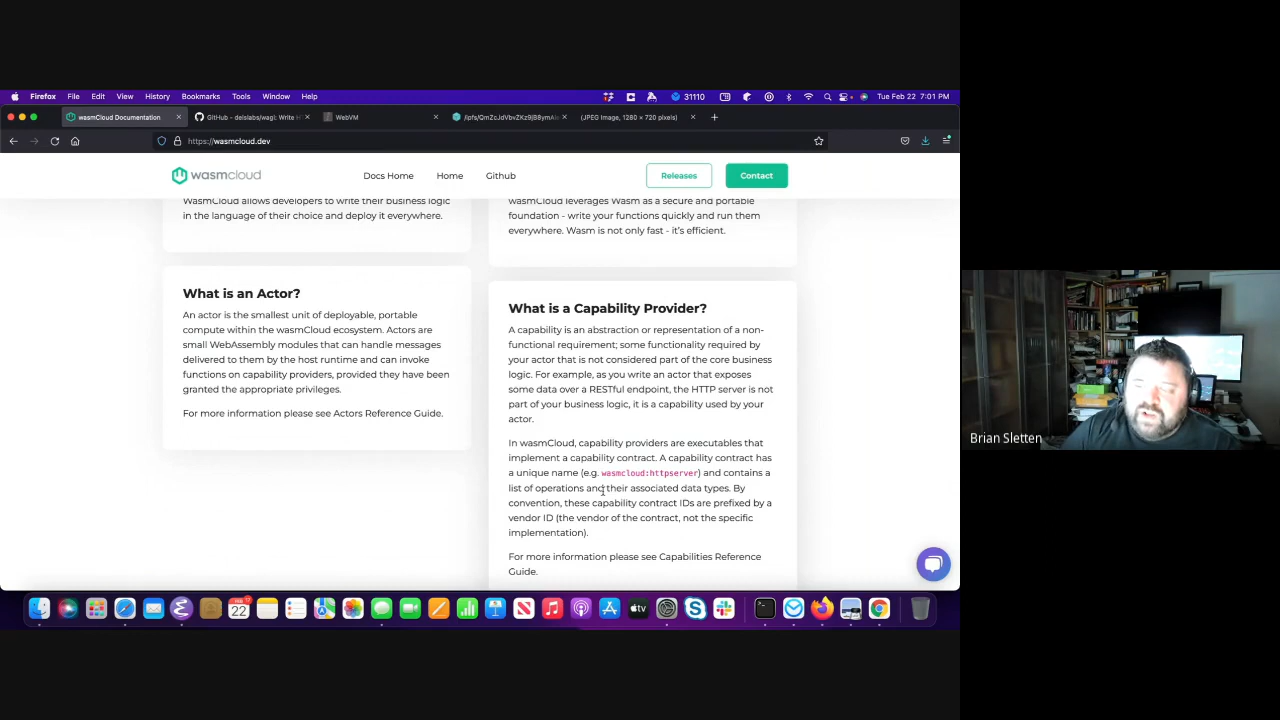 Firefox File Edit View History Bookmarks Tools Window Help 31110 Tue Feb 22 7:01 PM
wasmCloud Documentation
GitHub - deislabs/wagi: Write H
WebVM
(JPEG Image, 1280 × 720 pixels)
https://wasmcloud.dev
wasmcloud Docs Home Home Github Releases Contact
WasmCloud allows developers to write their business logic
in the language of their choice and deploy it everywhere.
wasmCloud leverages Wasm as a secure and portable
foundation - write your functions quickly and run them
everywhere. Wasm is not only fast - it's efficient.
What is an Actor?
An actor is the smallest unit of deployable, portable
compute within the wasmCloud ecosystem. Actors are
small WebAssembly modules that can handle messages
delivered to them by the host runtime and can invoke
functions on capability providers, provided they have been
granted the appropriate privileges.
For more information please see Actors Reference Guide.
What is a Capability Provider?
A capability is an abstraction or representation of a non-
functional requirement; some functionality required by
your actor that is not considered part of the core business
logic. For example, as you write an actor that exposes
some data over a RESTful endpoint, the HTTP server is not
part of your business logic, it is a capability used by your
actor.
In wasmCloud, capability providers are executables that
implement a capability contract. A capability contract has
a unique name (e.g. wasmcloud:httpserver) and contains a
list of operations and their associated data types. By
convention, these capability contract IDs are prefixed by a
vendor ID (the vendor of the contract, not the specific
implementation).
For more information please see Capabilities Reference
Guide.
Brian Sletten
22
tv